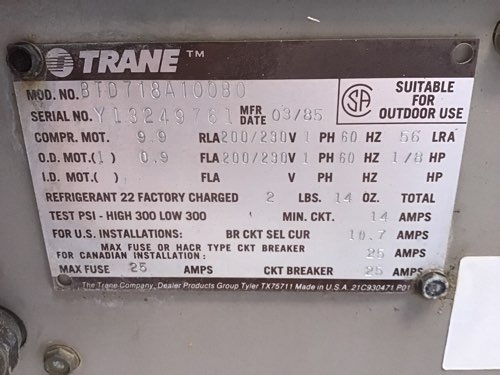 TRANE ™
MOD. NO. BTD718A100B0
SERIAL NO. Y13249761 MFR DATE 03/85
SUITABLE FOR OUTDOOR USE
SA
COMPR. MOT. 9.9 RLA 200/230 V 1 PH 60 HZ 56 LRA
O.D. MOT.(1) 0.9 FLA 200/230 V 1 PH 60 HZ 1/8 HP
I.D. MOT.( ) FLA V PH HZ HP
REFRIGERANT 22 FACTORY CHARGED 2 LBS. 14 OZ. TOTAL
TEST PSI - HIGH 300 LOW 300 MIN. CKT. 14 AMPS
FOR U.S. INSTALLATIONS: BR CKT SEL CUR 10.7 AMPS
MAX FUSE OR HACR TYPE CKT BREAKER 25 AMPS
FOR CANADIAN INSTALLATION:
MAX FUSE 25 AMPS CKT BREAKER 25 AMPS
The Trane Company, Dealer Products Group Tyler TX75711 Made in U.S.A. 21C930471 P01